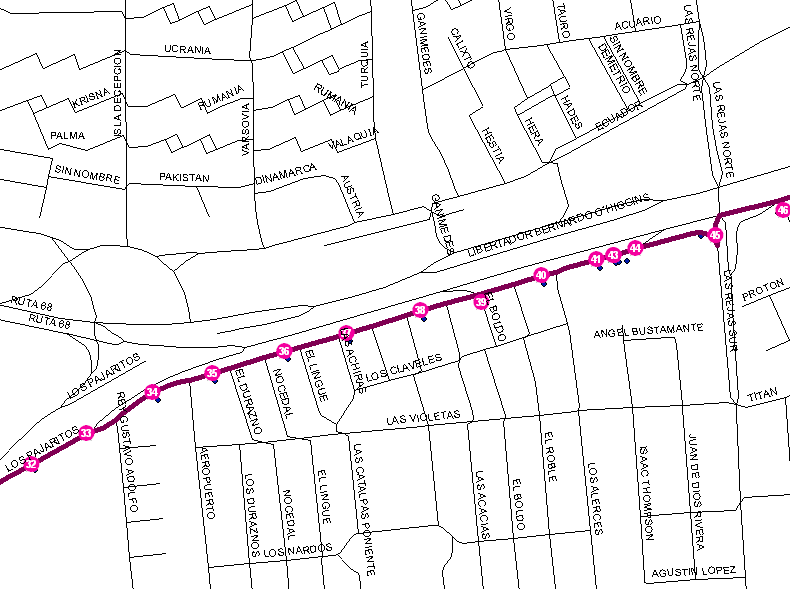 ACUARIO
VIRGO
TAURO
LAS REJAS NORTE
GANIMEDES
CALIXTO
UCRANIA
TURQUIA
ISLA DECEPCION
SIN NOMBRE
DEMETRIO
KRISNA
RUMANIA
RUMANIA
HADES
LAS REJAS NORTE
ECUADOR
PALMA
VARSOVIA
VALAQUIA
HESTIA
HERA
SIN NOMBRE
PAKISTAN
DINAMARCA
AUSTRIA
GANIMEDES
LIBERTADOR BERNARDO O'HIGGINS
46
45
44
43
41
40
39
38
37
36
35
34
33
32
RUTA 68
RUTA 68
EL BOLDO
LAS REJAS SUR
PROTON
ANGEL BUSTAMANTE
LOS PAJARITOS
LOS PAJARITOS
EL DURAZNO
NOCEDAL
EL LINGUE
LAS ACHIRAS
LOS CLAVELES
TITAN
LAS VIOLETAS
REY GUSTAVO ADOLFO
AEROPUERTO
LOS DURAZNOS
NOCEDAL
EL LINGUE
LAS CATALPAS PONIENTE
LAS ACACIAS
EL BOLDO
EL ROBLE
LOS ALERCES
ISAAC THOMPSON
JUAN DE DIOS RIVERA
LOS NARDOS
AGUSTIN LOPEZ